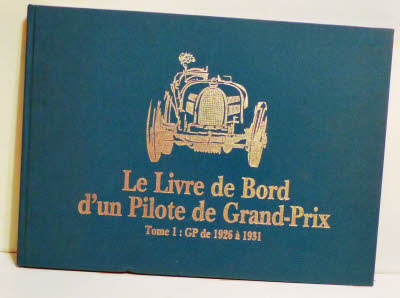 Le Livre de Bord
d'un Pilote de Grand-Prix
Tome 1 : GP de 1926 à 1931